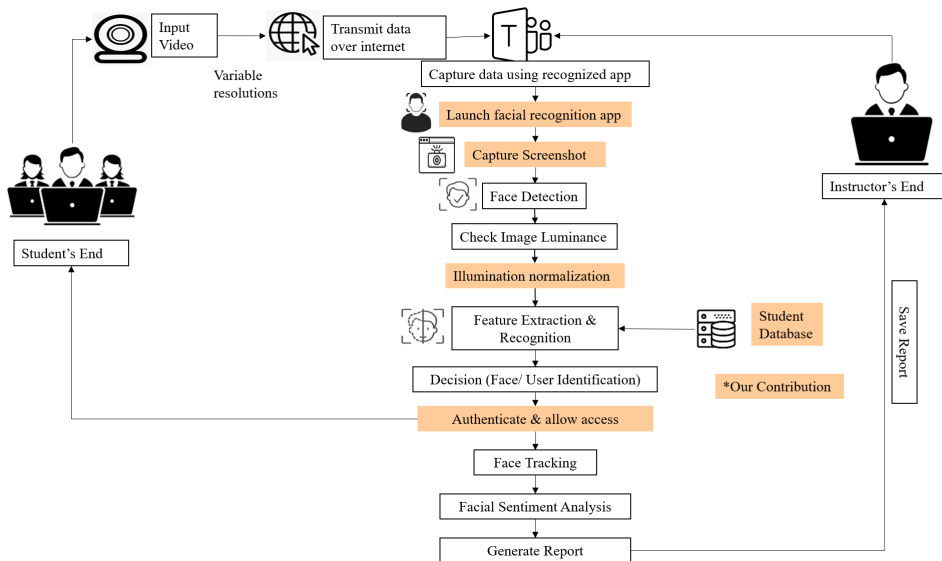 Input
Video
Transmit data
over internet
T
Variable
resolutions
Capture data using recognized app
Launch facial recognition app
Capture Screenshot
Face Detection
Instructor's End
Check Image Luminance
Student's End
Illumination normalization
Feature Extraction &
Recognition
Student
Database
Save Report
Decision (Face/ User Identification)
*Our Contribution
Authenticate & allow access
Face Tracking
Facial Sentiment Analysis
Generate Report